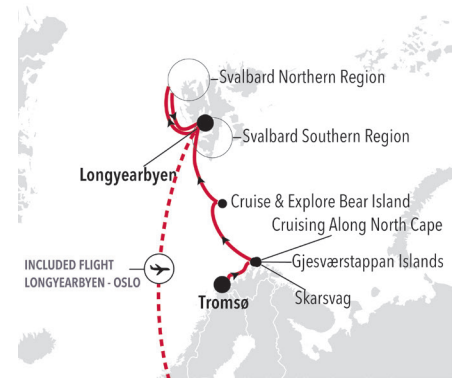 Svalbard Northern Region
Svalbard Southern Region
Longyearbyen
Cruise & Explore Bear Island
Cruising Along North Cape
Gjesværstappan Islands
INCLUDED FLIGHT
LONGYEARBYEN - OSLO
Skarsvag
Tromsø